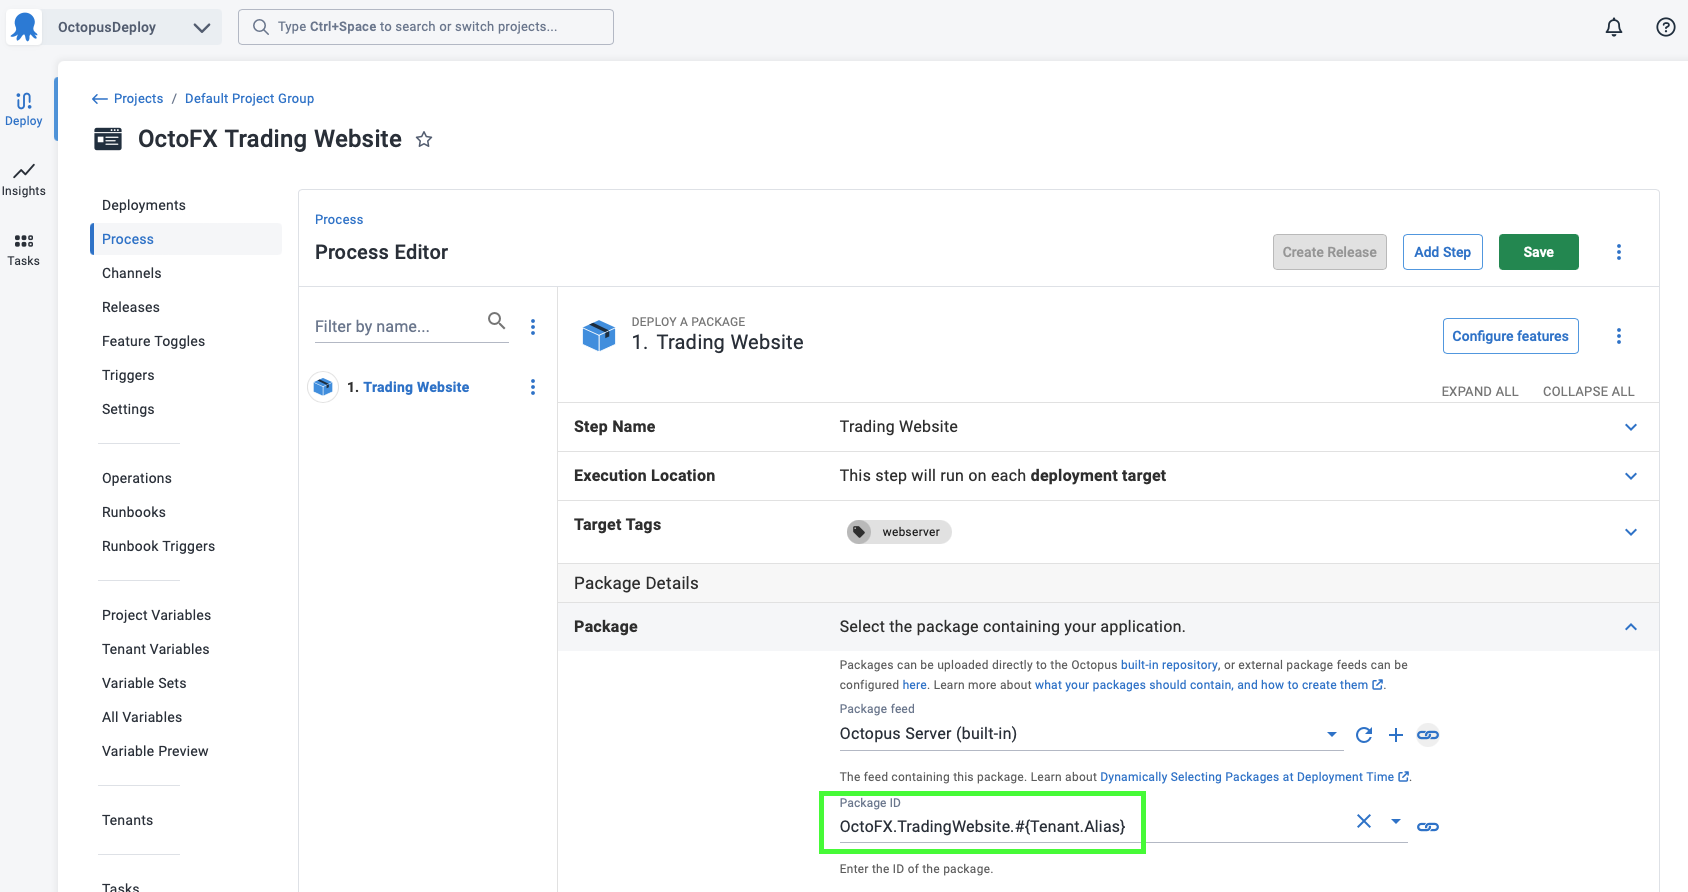 OctopusDeploy
Type Ctrl+Space to search or switch projects...
Deploy
Insights
Tasks
Projects / Default Project Group
OctoFX Trading Website
Deployments
Process
Channels
Releases
Feature Toggles
Triggers
Settings
Operations
Runbooks
Runbook Triggers
Project Variables
Tenant Variables
Variable Sets
All Variables
Variable Preview
Tenants
Tasks
Process
Process Editor
Create Release
Add Step
Save
Filter by name...
1. Trading Website
DEPLOY A PACKAGE
1. Trading Website
Configure features
EXPAND ALL
COLLAPSE ALL
Step Name
Trading Website
Execution Location
This step will run on each deployment target
Target Tags
webserver
Package Details
Package
Select the package containing your application.
Packages can be uploaded directly to the Octopus built-in repository, or external package feeds can be
configured here. Learn more about what your packages should contain, and how to create them.
Package feed
Octopus Server (built-in)
The feed containing this package. Learn about Dynamically Selecting Packages at Deployment Time.
Package ID
OctoFX.TradingWebsite.#{Tenant.Alias}
Enter the ID of the package.